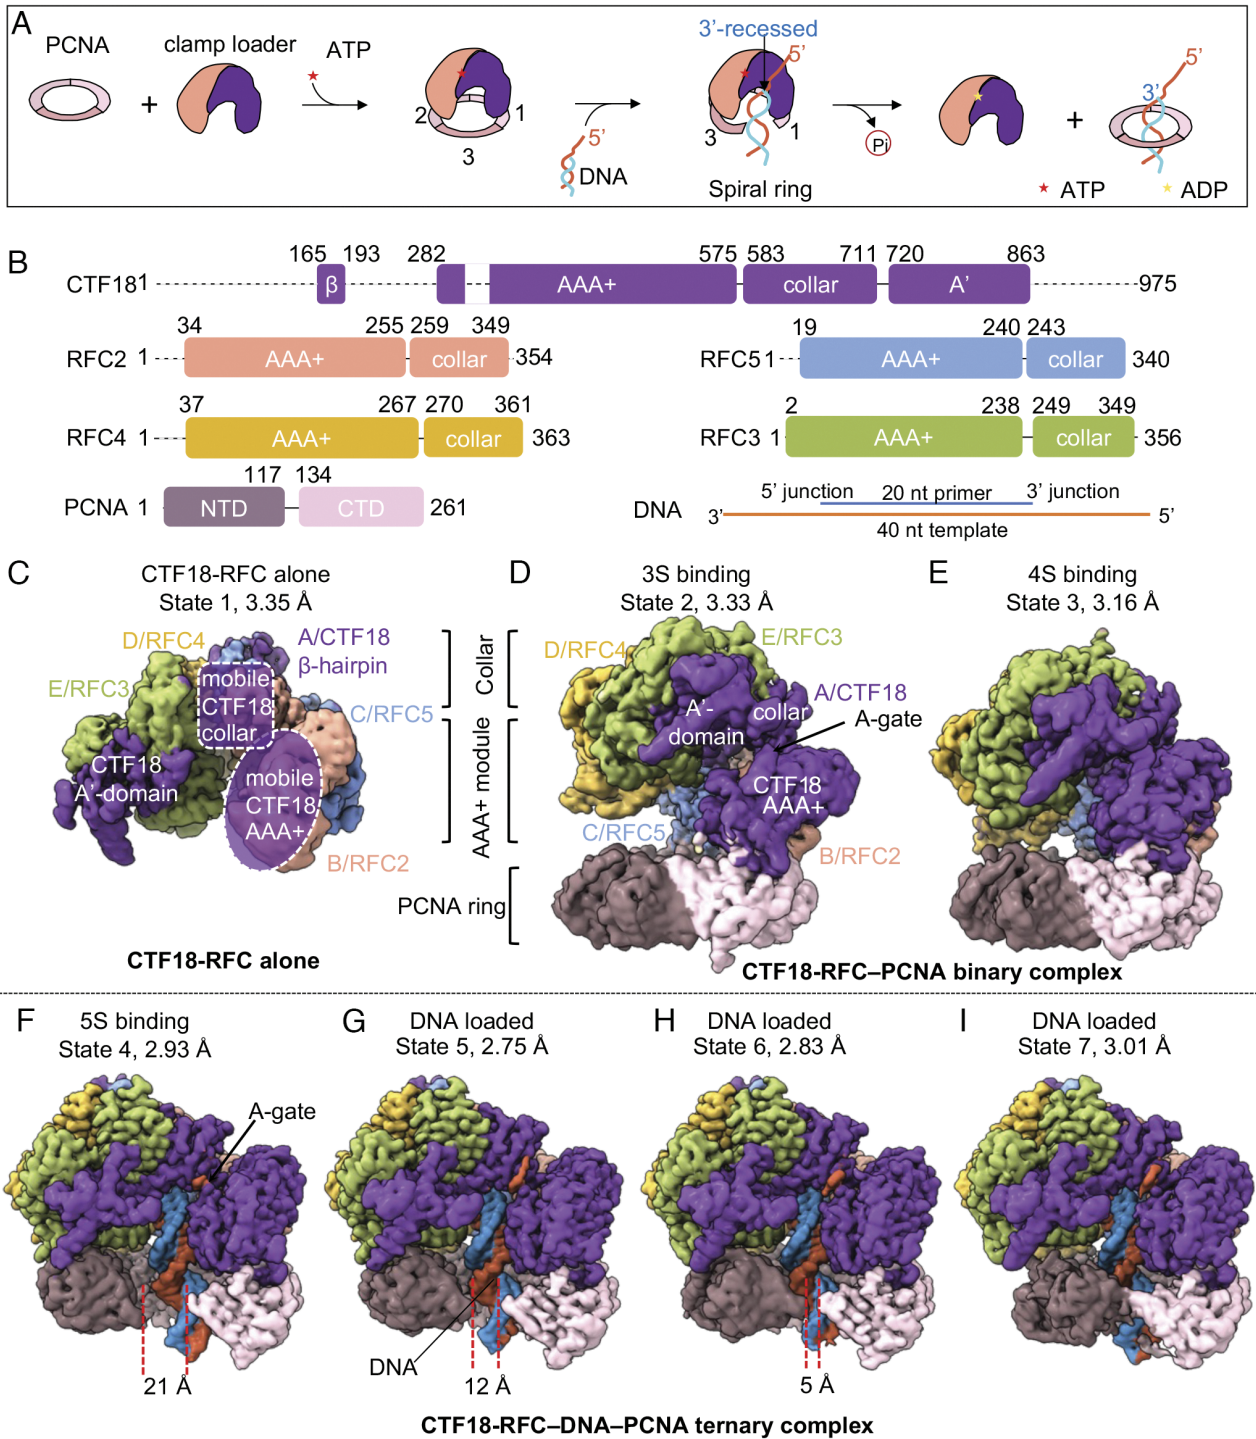 A
PCNA
+
clamp loader
ATP
2
1
3
5’
DNA
3’-recessed
5’
3
1
Spiral ring
Pi
+
5’
3’
ATP
ADP
B
165 193 282 575 583 711 720 863
CTF18 1 β AAA+ collar A’ 975
34 255 259 349
RFC2 1 AAA+ collar 354
19 240 243
RFC5 1 AAA+ collar 340
37 267 270 361
RFC4 1 AAA+ collar 363
2 238 249 349
RFC3 1 AAA+ collar 356
117 134
PCNA 1 NTD CTD 261
5’ junction 20 nt primer 3’ junction
DNA 3’ 5’
40 nt template
C
CTF18-RFC alone
State 1, 3.35 Å
D/RFC4
A/CTF18
β-hairpin
E/RFC3
mobile
CTF18
collar
C/RFC5
CTF18
A’-domain
mobile
CTF18
AAA+
B/RFC2
CTF18-RFC alone
Collar
AAA+ module
PCNA ring
D
3S binding
State 2, 3.33 Å
D/RFC4
E/RFC3
A/CTF18
A’-
domain
collar
A-gate
CTF18
AAA+
C/RFC5
B/RFC2
E
4S binding
State 3, 3.16 Å
CTF18-RFC–PCNA binary complex
F
5S binding
State 4, 2.93 Å
A-gate
21 Å
G
DNA loaded
State 5, 2.75 Å
DNA
12 Å
H
DNA loaded
State 6, 2.83 Å
5 Å
I
DNA loaded
State 7, 3.01 Å
CTF18-RFC–DNA–PCNA ternary complex